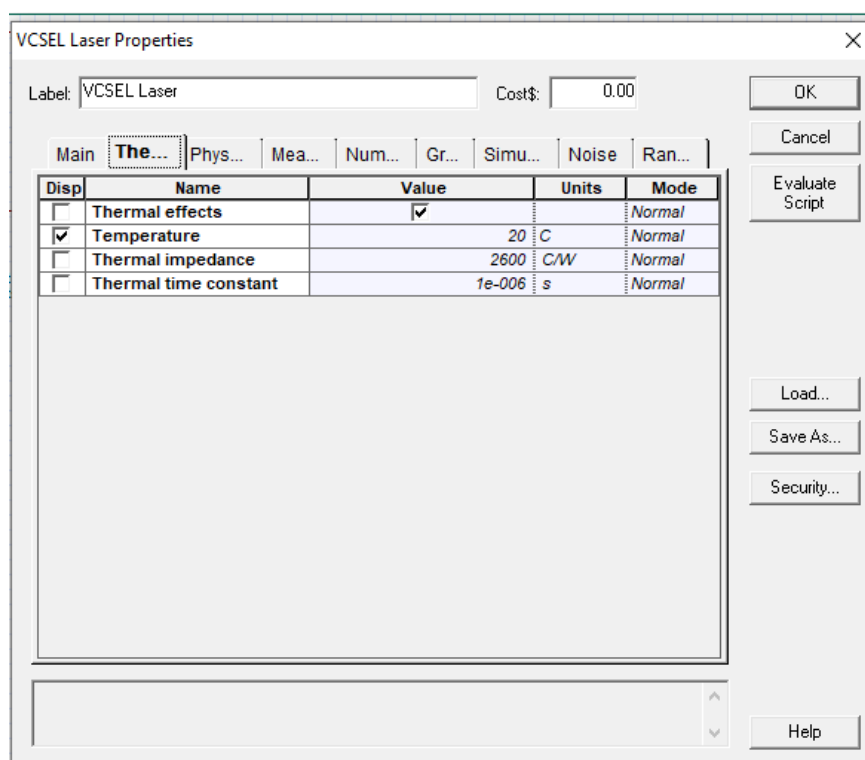 VCSEL Laser Properties
Label: VCSEL Laser Cost$: 0.00 OK
Cancel
Main The... Phys... Mea... Num... Gr... Simu... Noise Ran...
Evaluate Script
Disp Name Value Units Mode
Thermal effects Normal
Temperature 20 C Normal
Thermal impedance 2600 C/W Normal
Thermal time constant 1e-006 s Normal
Load...
Save As...
Security...
Help